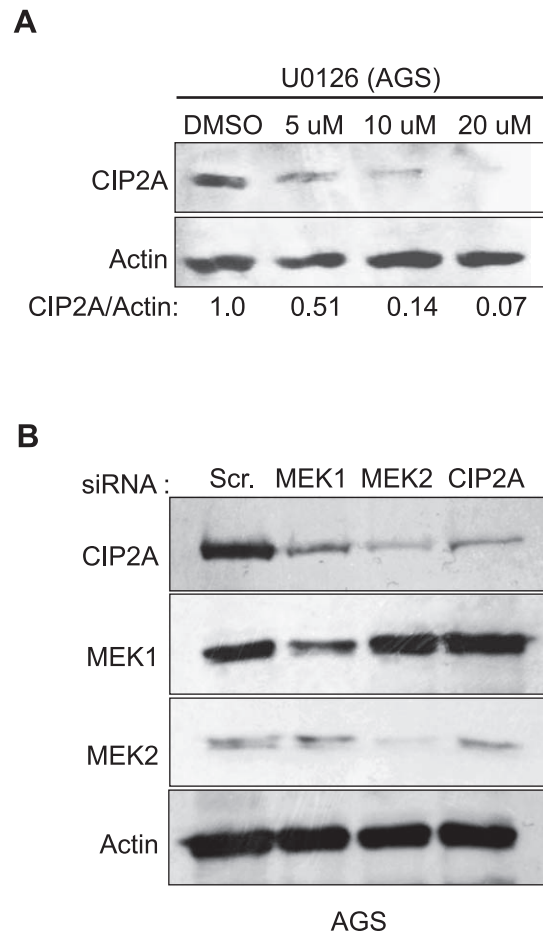 A
U0126 (AGS)
DMSO 5 uM 10 uM 20 uM
CIP2A
Actin
CIP2A/Actin: 1.0 0.51 0.14 0.07
B
siRNA : Scr. MEK1 MEK2 CIP2A
CIP2A
MEK1
MEK2
Actin
AGS